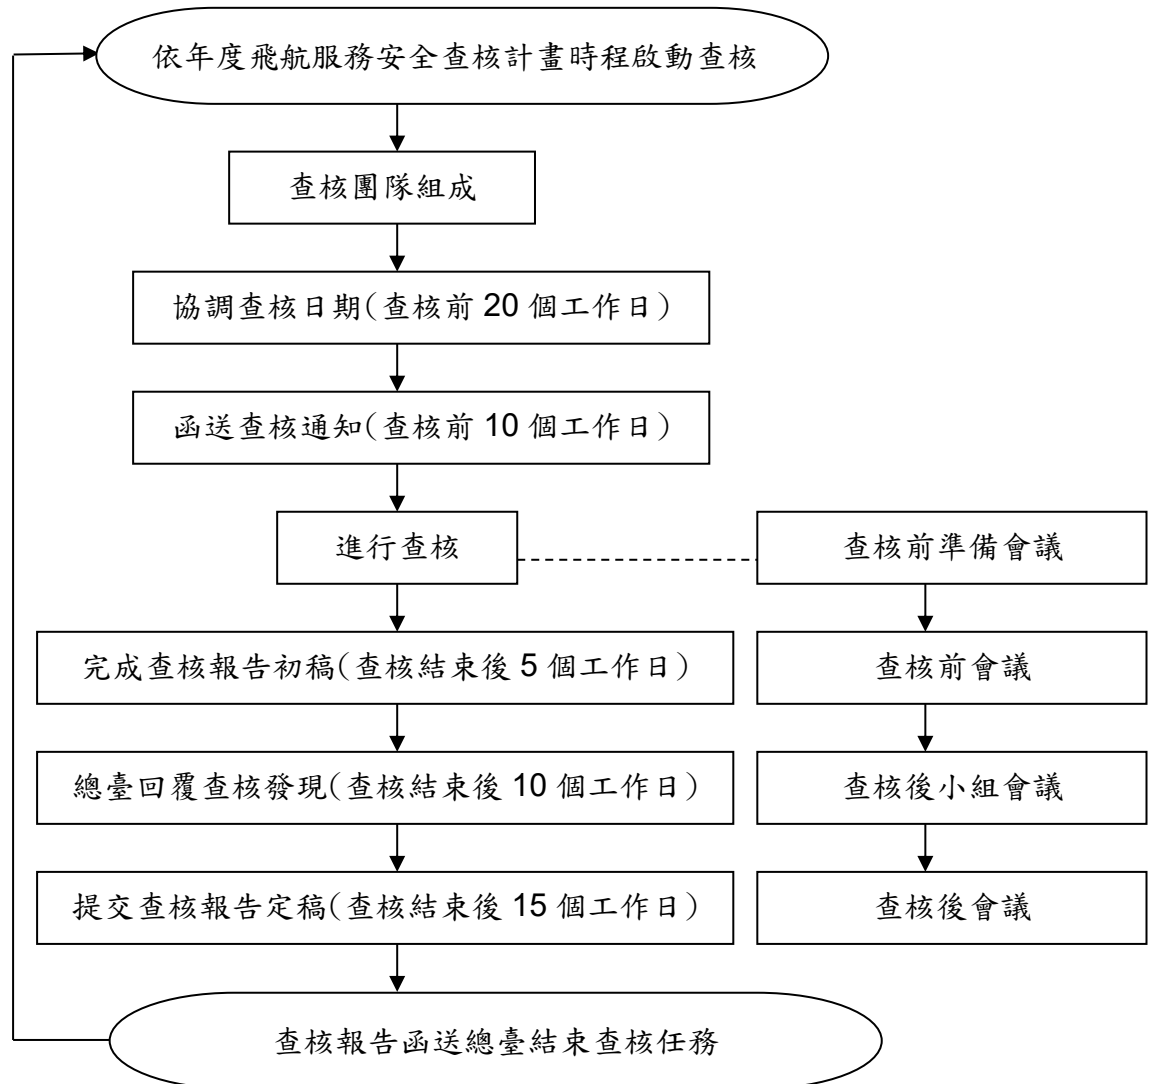 依年度飛航服務安全查核計畫時程啟動查核
查核團隊組成
協調查核日期(查核前 20 個工作日)
函送查核通知(查核前 10 個工作日)
進行查核
查核前準備會議
完成查核報告初稿(查核結束後 5 個工作日)
查核前會議
總臺回覆查核發現(查核結束後 10 個工作日)
查核後小組會議
提交查核報告定稿(查核結束後 15 個工作日)
查核後會議
查核報告函送總臺結束查核任務